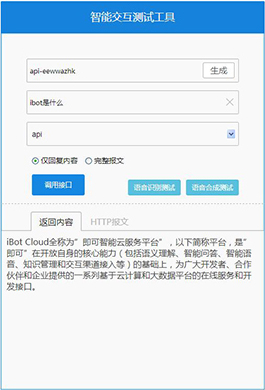 智能交互测试工具
api-eewwazhk 生成
ibot是什么
api
仅回复内容 完整报文
调用接口 语音识别测试 语音合成测试
返回内容 HTTP报文
iBot Cloud全称为”即可智能云服务平台”，以下简称平台，是”
即可”在开放自身的核心能力（包括语义理解、智能问答、智能语
音、知识管理和交互渠道接入等）的基础上，为广大开发者、合作
伙伴和企业提供的一系列基于云计算和大数据平台的在线服务和开
发接口。